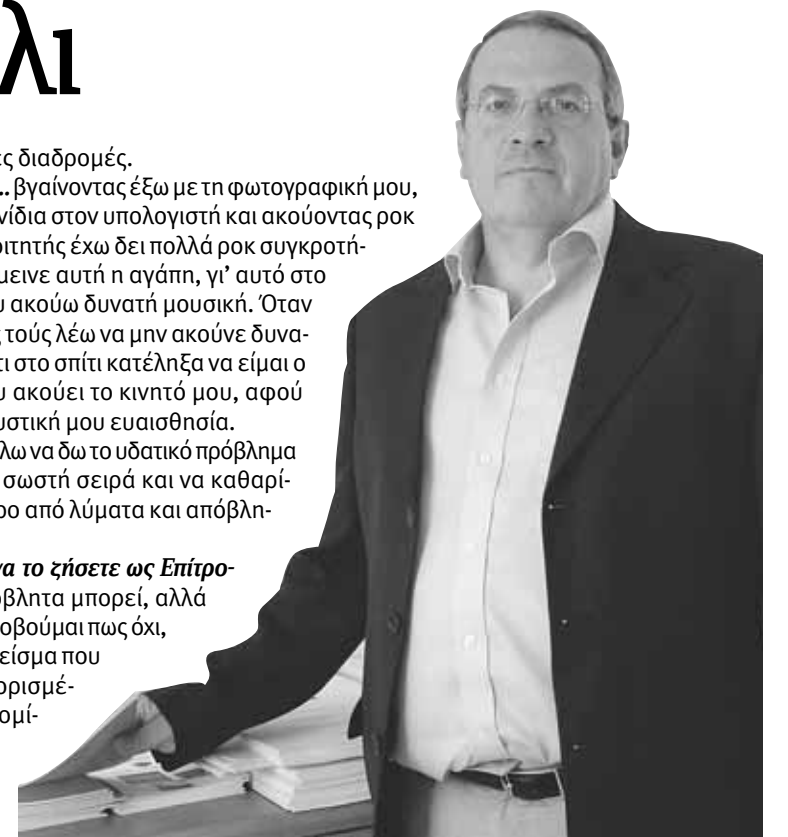 λι
ές διαδρομές.
... βγαίνοντας έξω με τη φωτογραφική μου,
νίδια στον υπολογιστή και ακούοντας ροκ
οιτητής έχω δει πολλά ροκ συγκροτή-
μεινε αυτή η αγάπη, γι’ αυτό στο
υ ακούω δυνατή μουσική. Όταν
ς τούς λέω να μην ακούνε δυνα-
τι στο σπίτι κατέληξα να είμαι ο
υ ακούει το κινητό μου, αφού
υστική μου ευαισθησία.
λω να δω το υδατικό πρόβλημα
σωστή σειρά και να καθαρί-
ρο από λύματα και απόβλη-
να το ζήσετε ως Επίτρο-
όβλητα μπορεί, αλλά
οβούμαι πως όχι,
είσμα που
ορισμέ-
ομί-